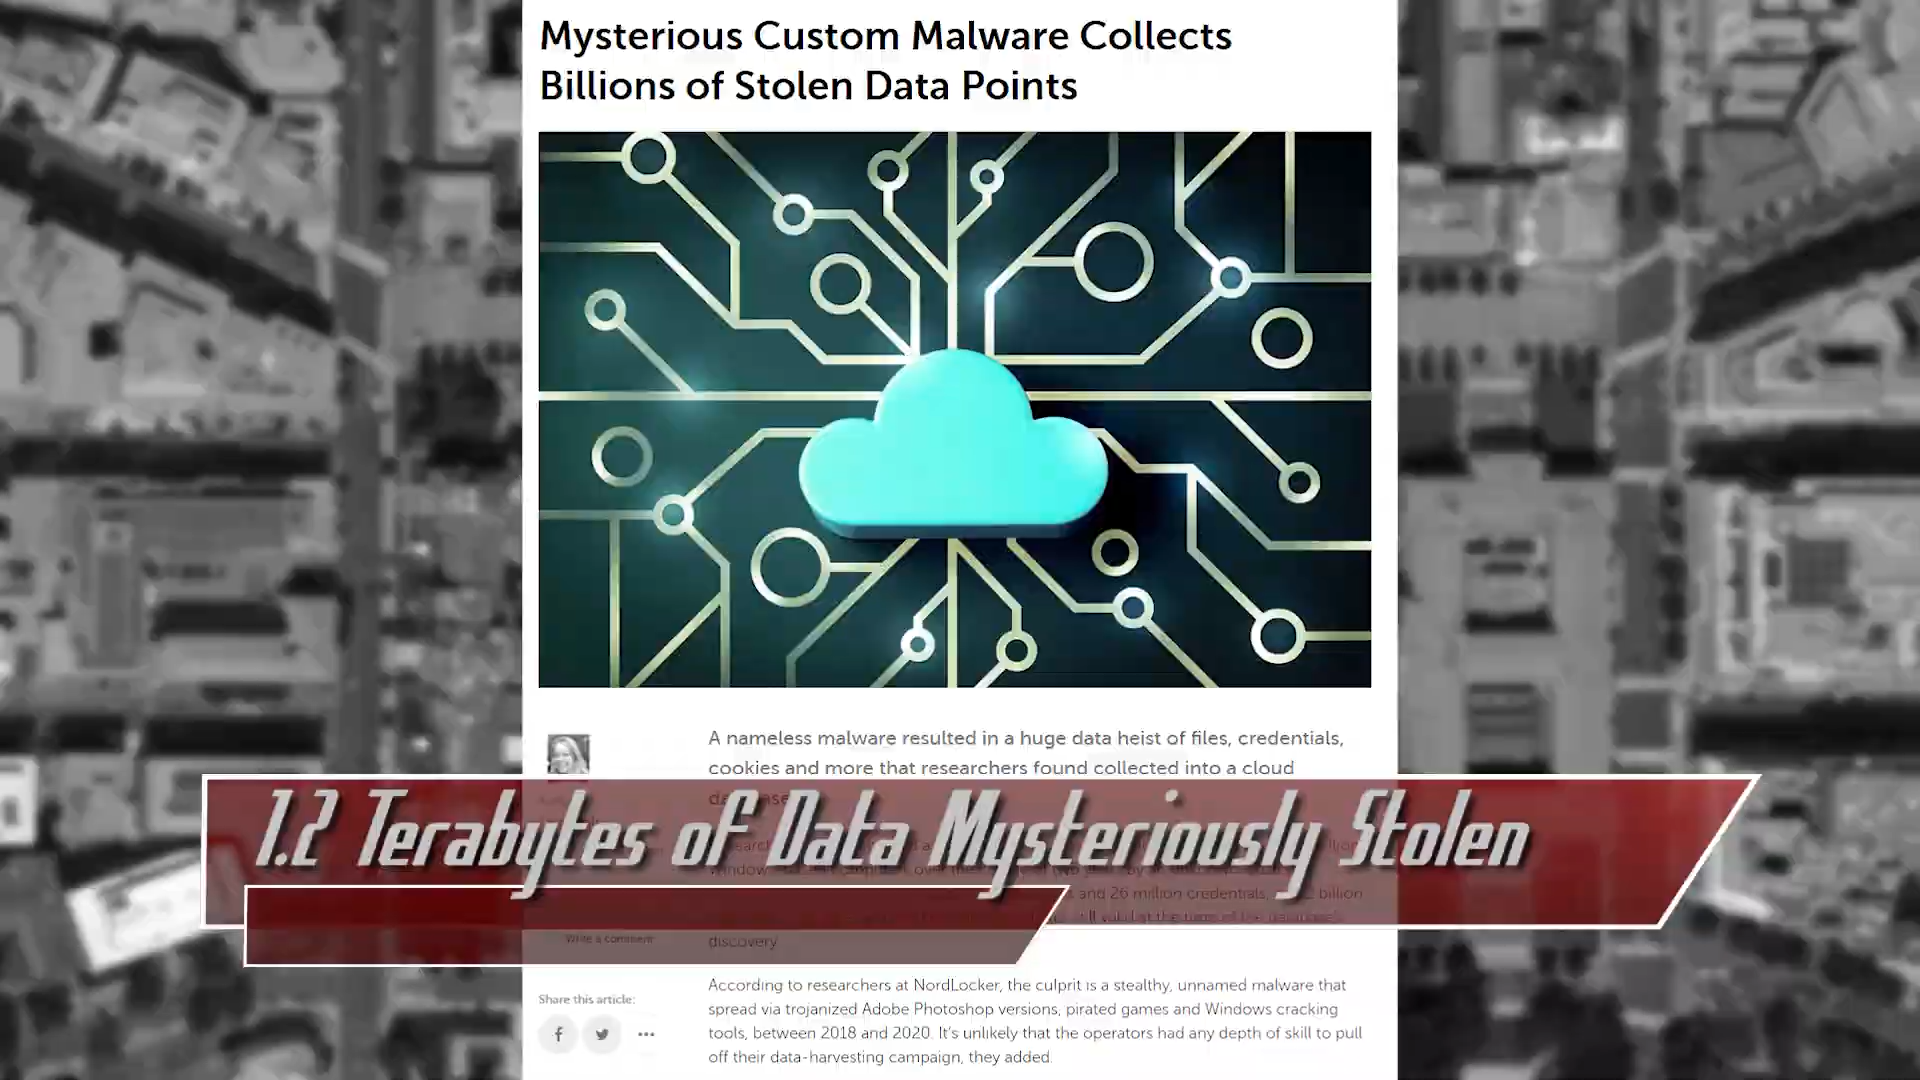 Mysterious Custom Malware Collects
Billions of Stolen Data Points
A nameless malware resulted in a huge data heist of files, credentials,
cookies and more that researchers found collected into a cloud
1.2 Terabytes of Data Mysteriously Stolen
and 26 million credentials,
billion
Write a comment
discovery
According to researchers at NordLocker, the culprit is a stealthy, unnamed malware that
spread via trojanized Adobe Photoshop versions, pirated games and Windows cracking
tools, between 2018 and 2020. It's unlikely that the operators had any depth of skill to pull
off their data-harvesting campaign, they added.
Share this article: